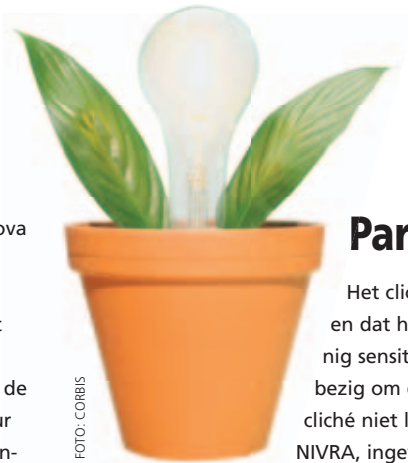 ova
t
de
ur
n-
FOTO: CORBIS
Par
Het clic
en dat h
nig sensit
bezig om
cliché niet l
NIVRA, inge